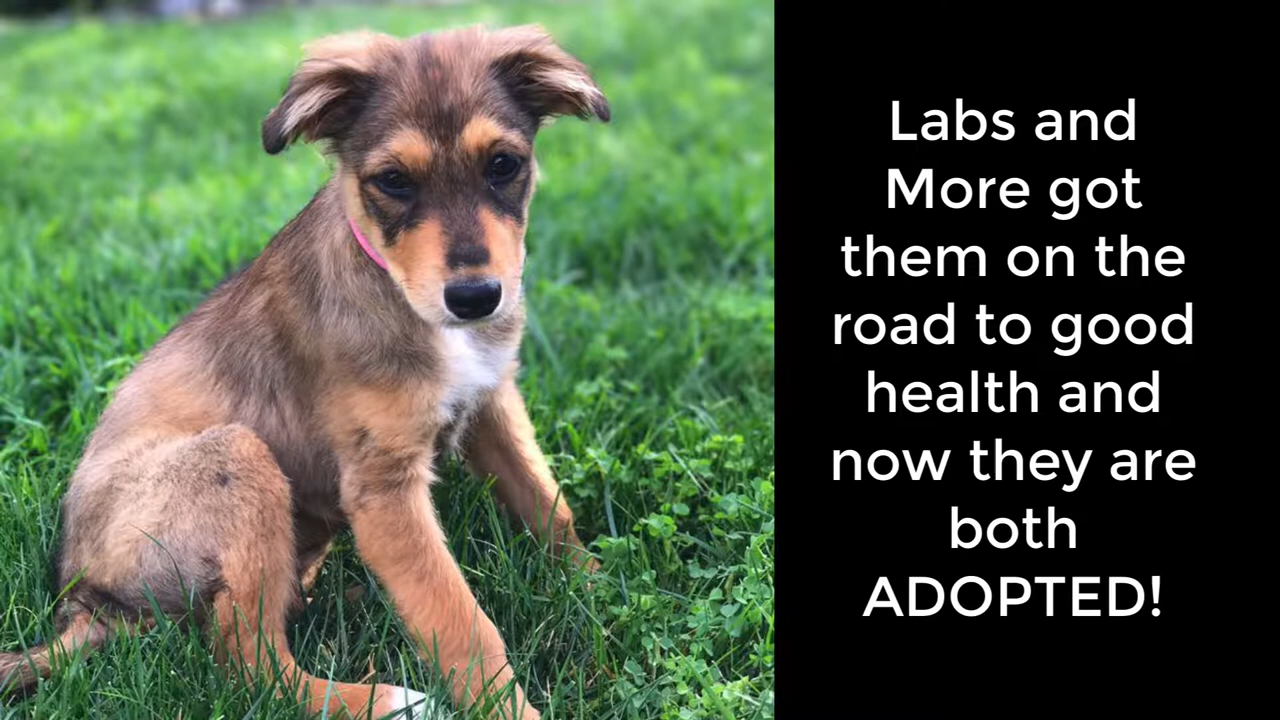 Labs and
More got
them on the
road to good
health and
now they are
both
ADOPTED!